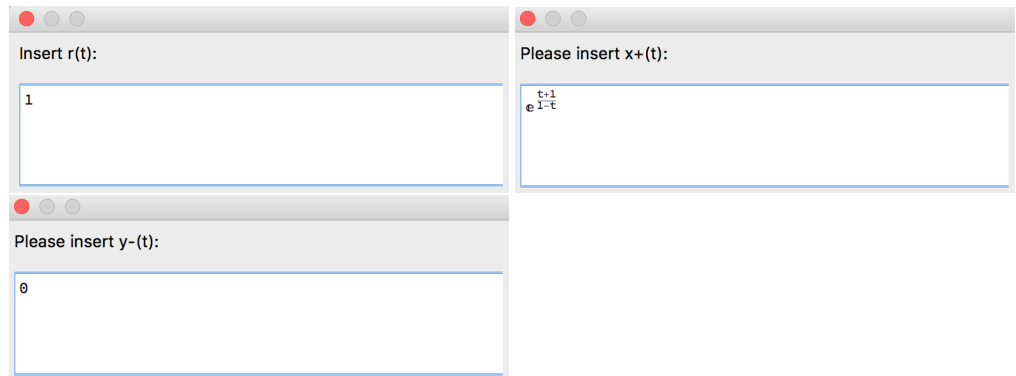 Insert r(t):
1
Please insert x+(t):
ⅇ^((t+1)/(1-t))
Please insert y-(t):
0